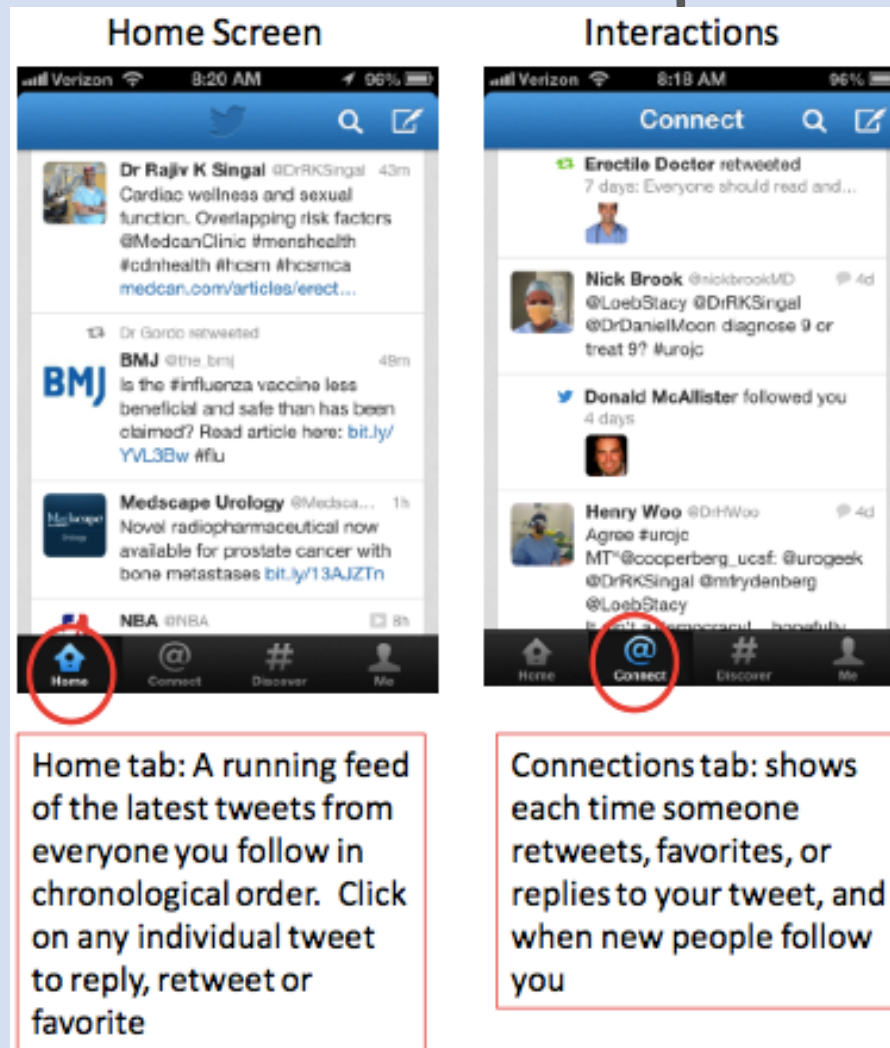 Home Screen
Verizon 8:20 AM 96%
Dr Rajiv K Singal @DrRKSingal 43m
Cardiac wellness and sexual
function. Overlapping risk factors
@MedcanClinic #menshealth
#cdnhealth #hcsm #hcsmca
medcan.com/articles/erect...
Dr Gordo retweeted
BMJ @the_bmj 49m
BMJ
Is the #influenza vaccine less
beneficial and safe than has been
claimed? Read article here: bit.ly/
YVL3Bw #flu
Medscape Urology @Medsca... 1h
Medscape
Urology
Novel radiopharmaceutical now
available for prostate cancer with
bone metastases bit.ly/13AJZTn
NBA @NBA 8h
Home Connect Discover Me
Home tab: A running feed
of the latest tweets from
everyone you follow in
chronological order. Click
on any individual tweet
to reply, retweet or
favorite
Interactions
Verizon 8:18 AM 96%
Connect
Erectile Doctor retweeted
7 days: Everyone should read and...
Nick Brook @nickbrookMD 4d
@LoebStacy @DrRKSingal
@DrDanielMoon diagnose 9 or
treat 9? #urojc
Donald McAllister followed you
4 days
Henry Woo @DrHWoo 4d
Agree #urojc
MT"@cooperberg_ucsf: @urogeek
@DrRKSingal @mfrydenberg
@LoebStacy
It isn't a democracy! hopefully
Home Connect Discover Me
Connections tab: shows
each time someone
retweets, favorites, or
replies to your tweet, and
when new people follow
you